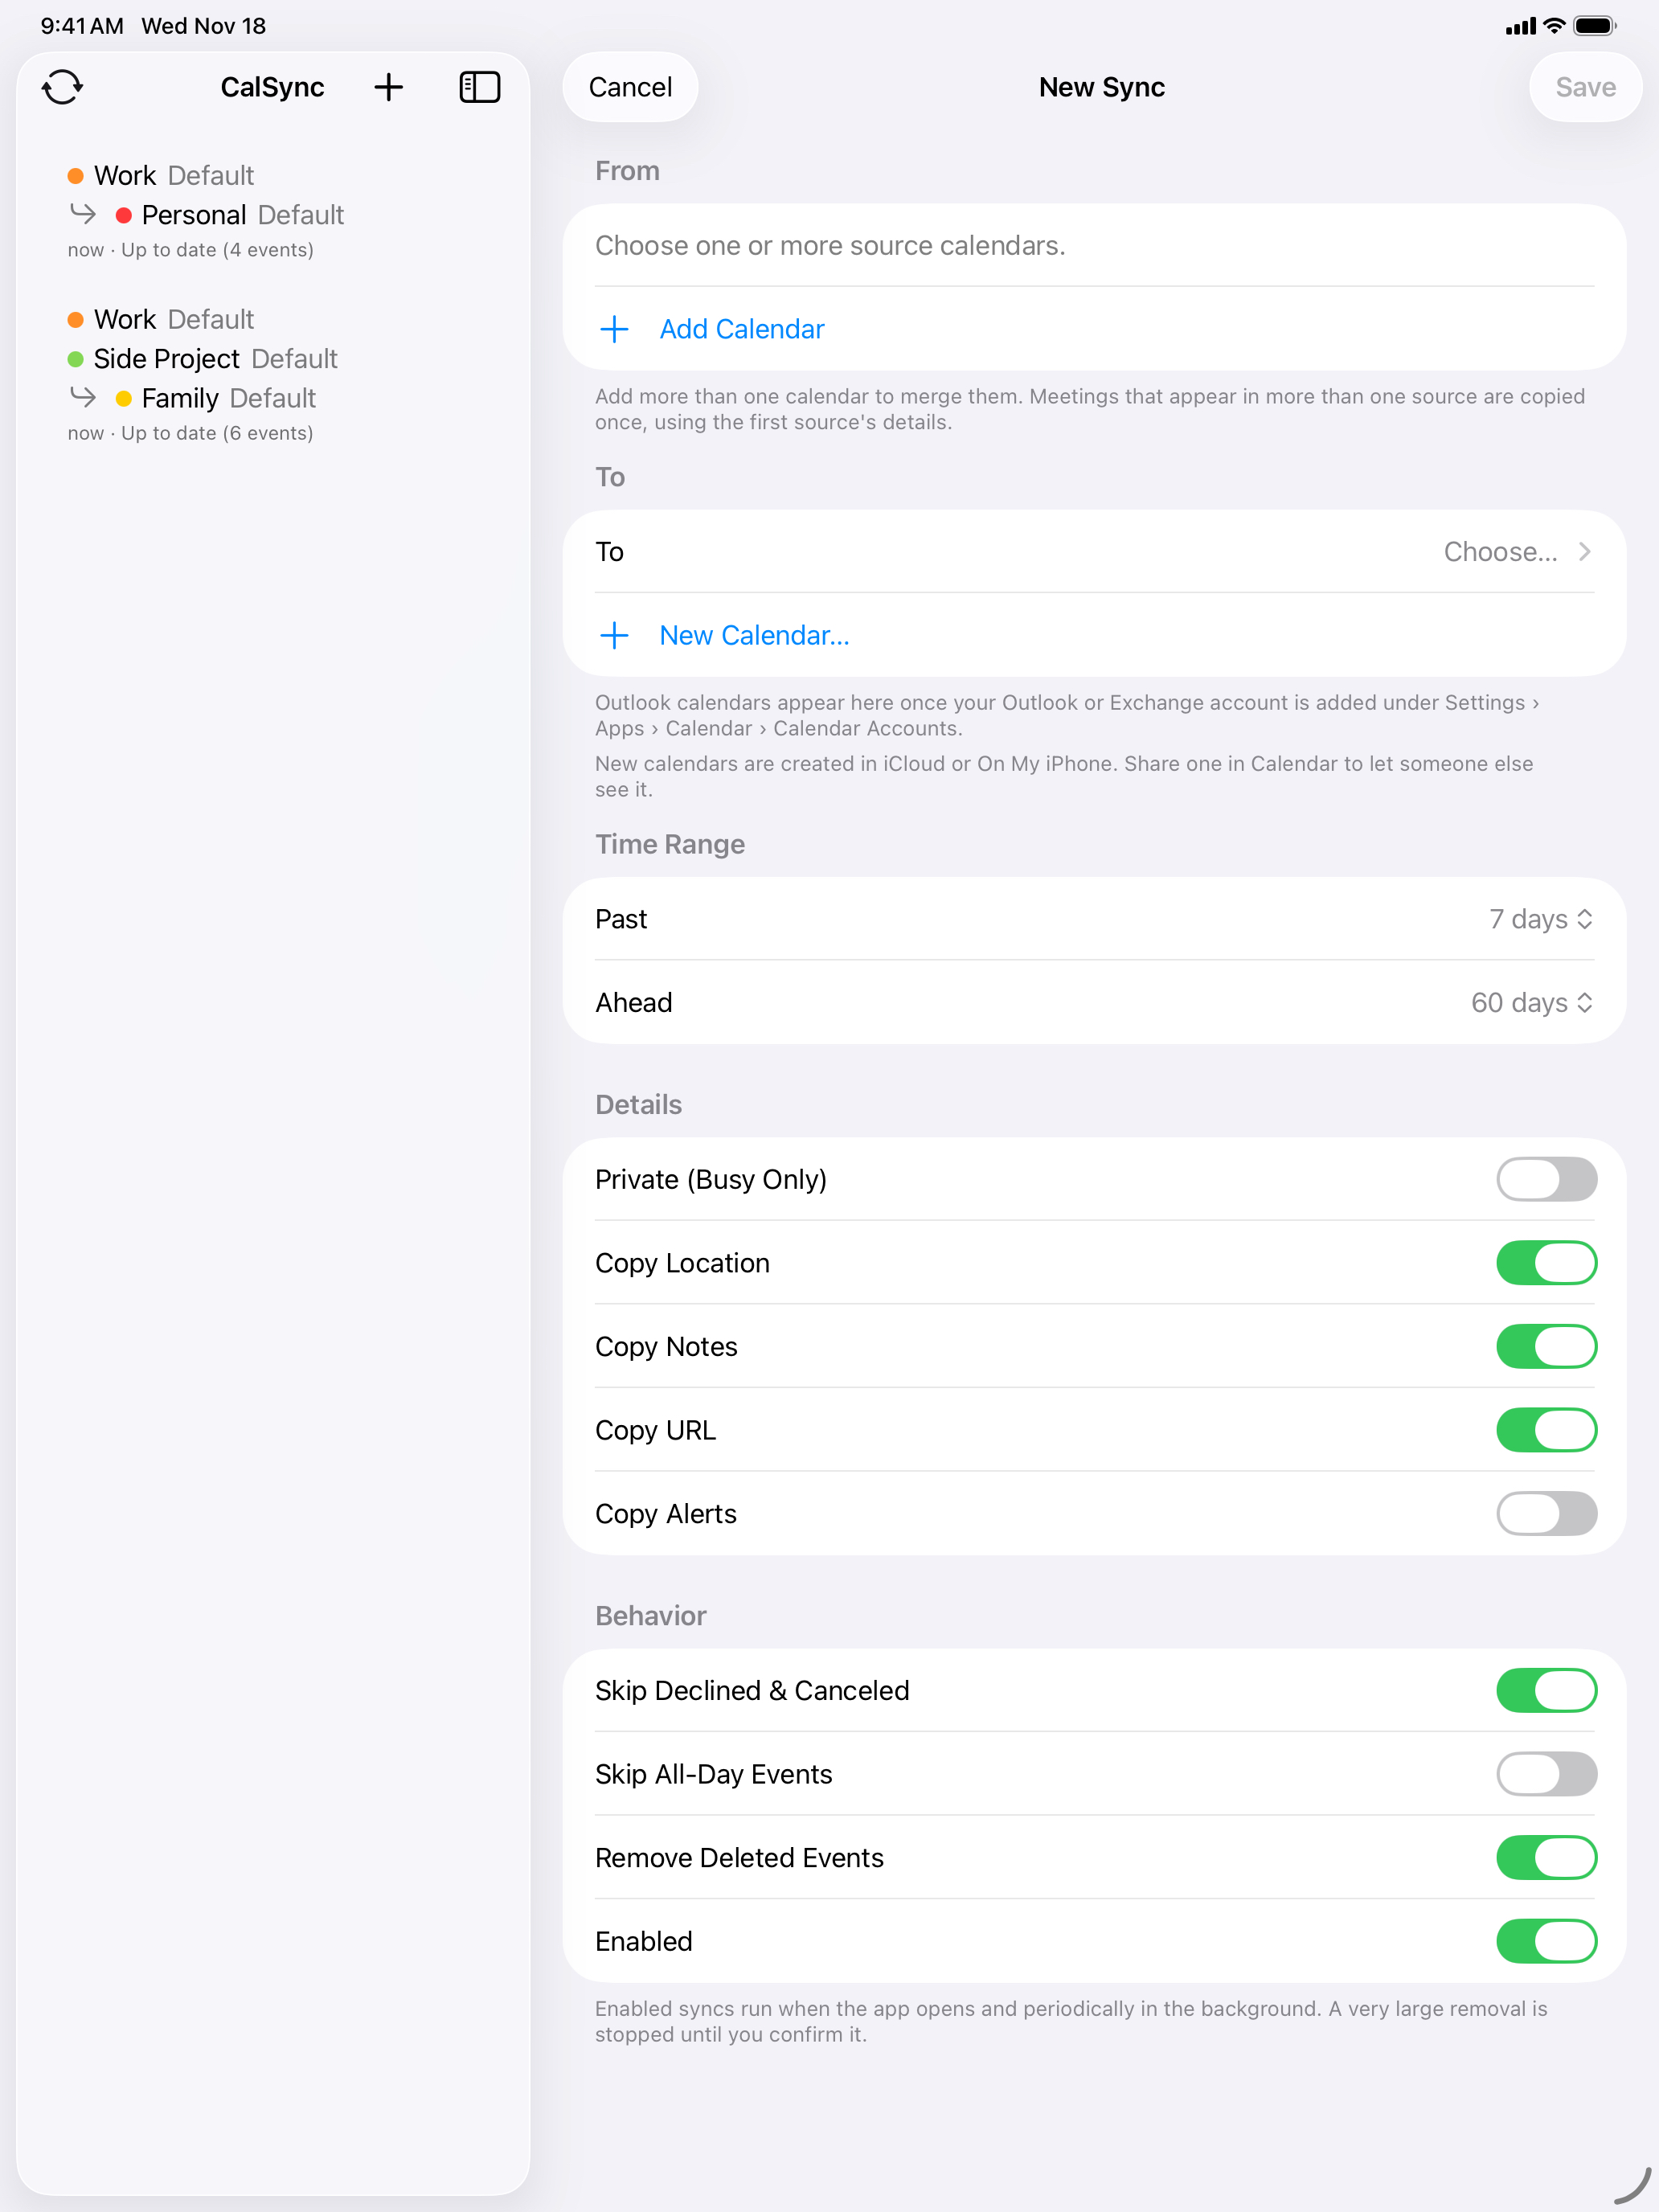 9:41 AM Wed Nov 18
CalSync
Work Default
Personal Default
now · Up to date (4 events)
Work Default
Side Project Default
Family Default
now · Up to date (6 events)
Cancel
New Sync
Save
From
Choose one or more source calendars.
Add Calendar
Add more than one calendar to merge them. Meetings that appear in more than one source are copied
once, using the first source's details.
To
To
Choose...
New Calendar...
Outlook calendars appear here once your Outlook or Exchange account is added under Settings ›
Apps › Calendar › Calendar Accounts.
New calendars are created in iCloud or On My iPhone. Share one in Calendar to let someone else
see it.
Time Range
Past
7 days
Ahead
60 days
Details
Private (Busy Only)
Copy Location
Copy Notes
Copy URL
Copy Alerts
Behavior
Skip Declined & Canceled
Skip All-Day Events
Remove Deleted Events
Enabled
Enabled syncs run when the app opens and periodically in the background. A very large removal is
stopped until you confirm it.